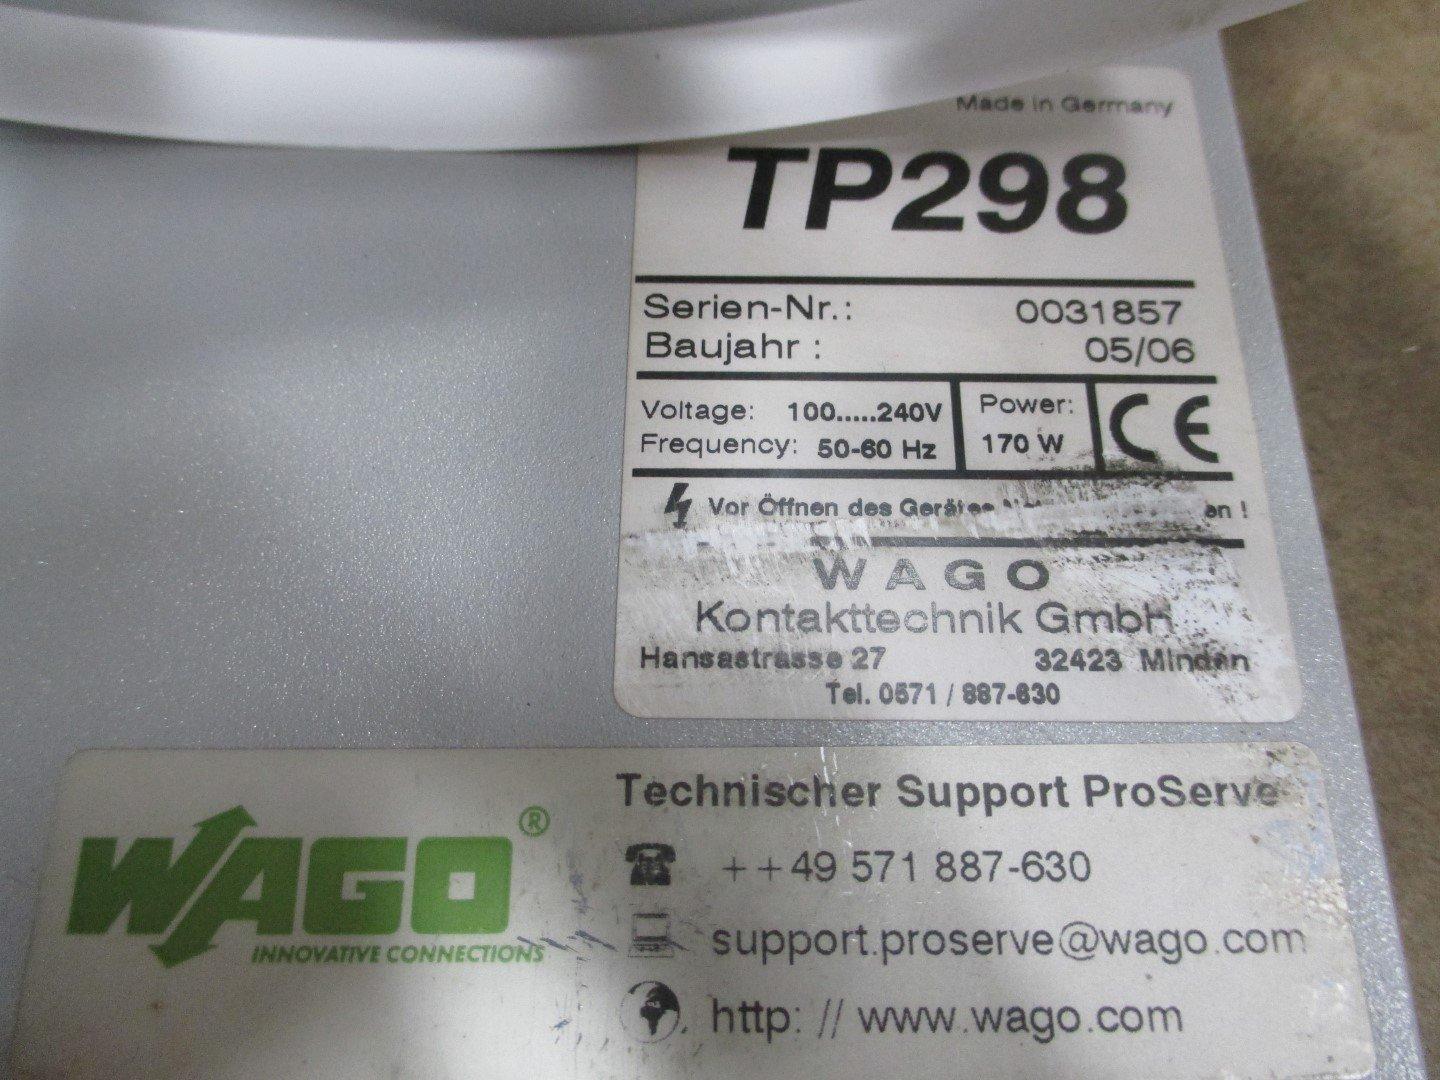 Made in Germany
TP298
Serien-Nr.: 0031857
Baujahr : 05/06
Voltage: 100.....240V
Frequency: 50-60 Hz
Power:
170 W
CE
Vor Öffnen des Gerätes
WAGO
Kontakttechnik GmbH
Hansastrasse 27 32423 Minden
Tel. 0571 / 887-630
WAGO®
INNOVATIVE CONNECTIONS
Technischer Support ProServe
++49 571 887-630
support.proserve@wago.com
http: // www.wago.com